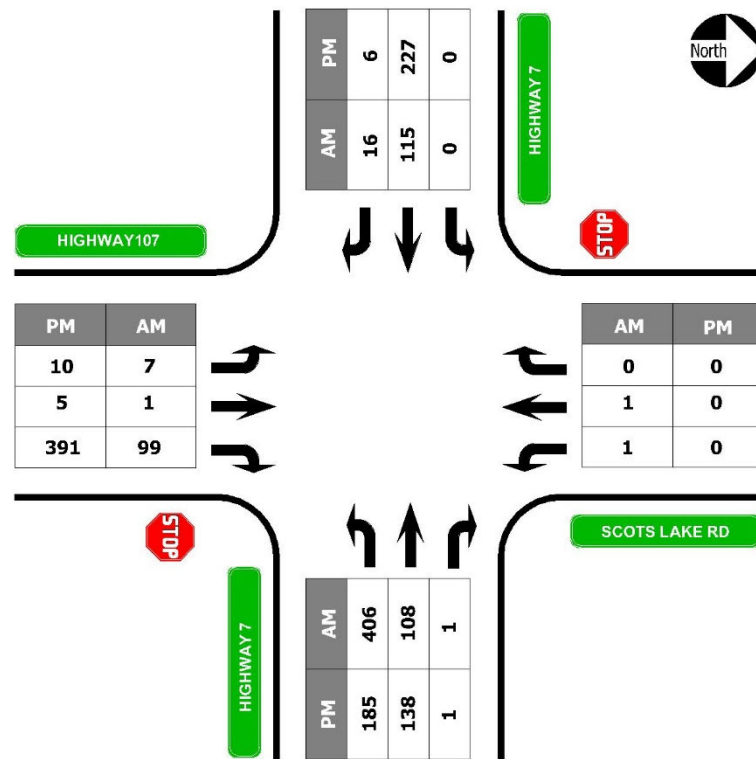 PM 6 227 0
AM 16 115 0
HIGHWAY 7
North
STOP
HIGHWAY107
PM AM
10 7
5 1
391 99
AM PM
0 0
1 0
1 0
STOP
SCOTS LAKE RD
HIGHWAY 7
AM 406 108 1
PM 185 138 1